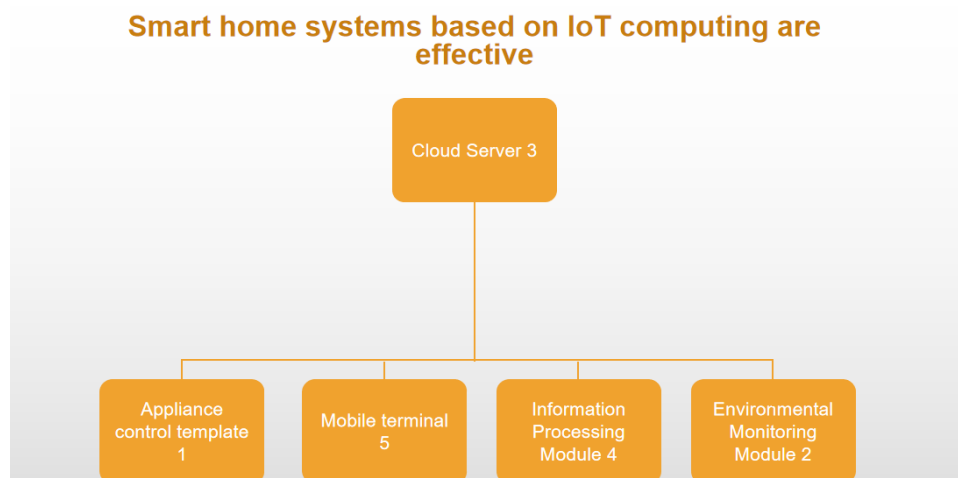 Smart home systems based on IoT computing are
effective
Cloud Server 3
Appliance
control template
1
Mobile terminal
5
Information
Processing
Module 4
Environmental
Monitoring
Module 2